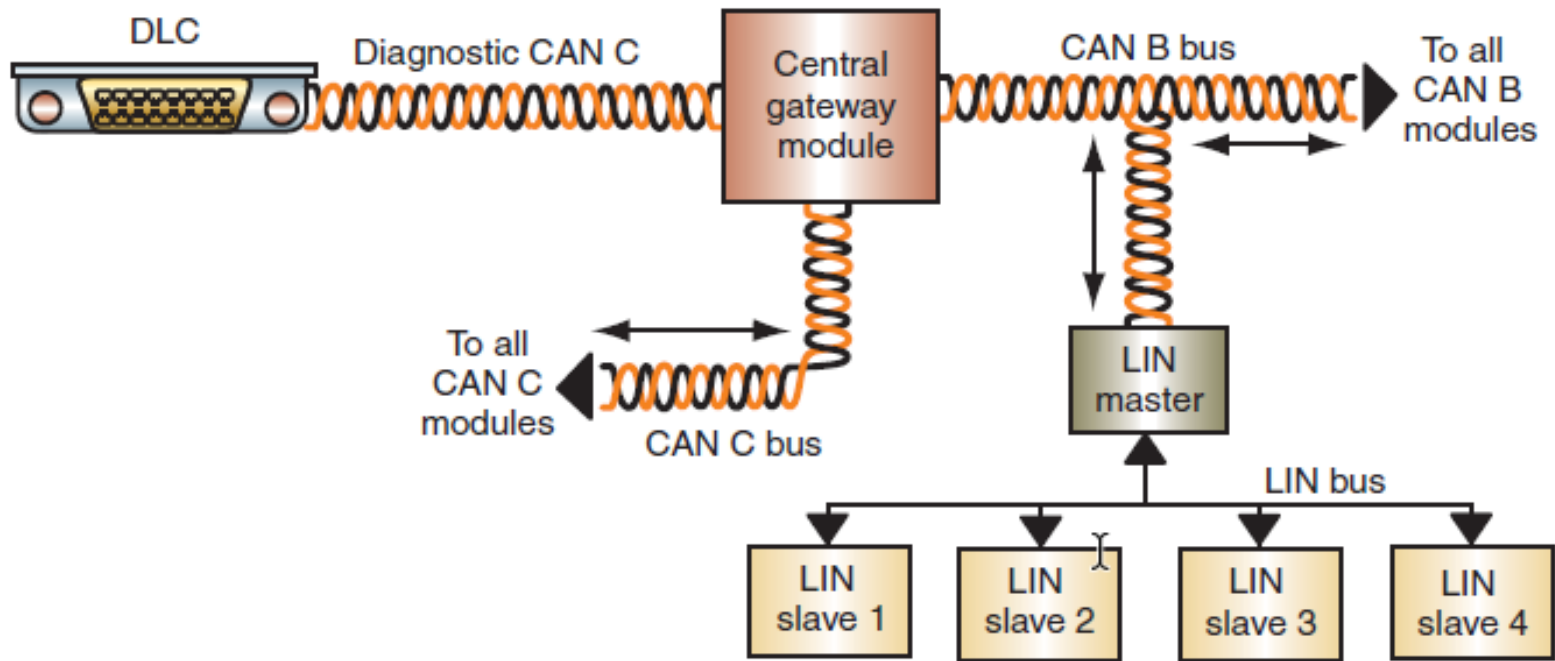 DLC
Diagnostic CAN C
Central
gateway
module
CAN B bus
To all
CAN B
modules
To all
CAN C
modules
CAN C bus
LIN
master
LIN bus
LIN
slave 1
LIN
slave 2
LIN
slave 3
LIN
slave 4